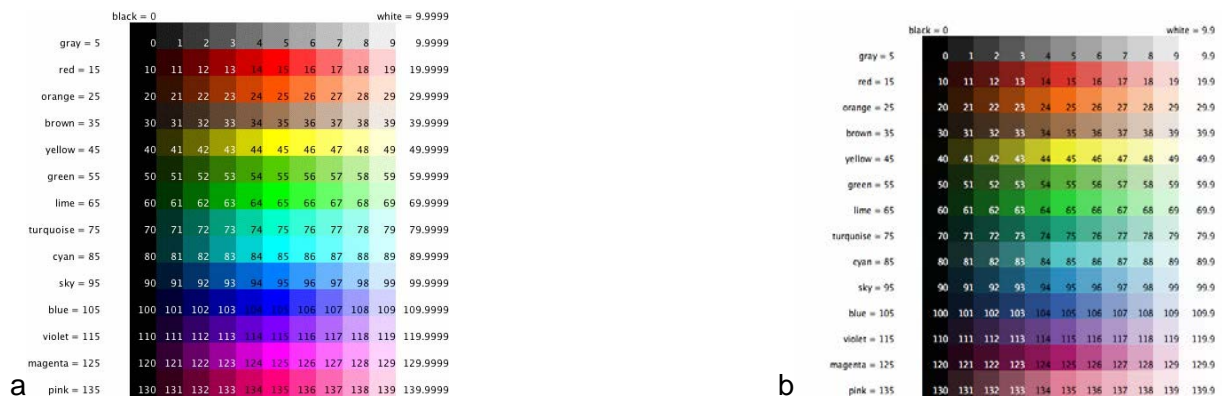 black = 0 white = 9.9999
gray = 5 0 1 2 3 4 5 6 7 8 9 9.9999
red = 15 10 11 12 13 14 15 16 17 18 19 19.9999
orange = 25 20 21 22 23 24 25 26 27 28 29 29.9999
brown = 35 30 31 32 33 34 35 36 37 38 39 39.9999
yellow = 45 40 41 42 43 44 45 46 47 48 49 49.9999
green = 55 50 51 52 53 54 55 56 57 58 59 59.9999
lime = 65 60 61 62 63 64 65 66 67 68 69 69.9999
turquoise = 75 70 71 72 73 74 75 76 77 78 79 79.9999
cyan = 85 80 81 82 83 84 85 86 87 88 89 89.9999
sky = 95 90 91 92 93 94 95 96 97 98 99 99.9999
blue = 105 100 101 102 103 104 105 106 107 108 109 109.9999
violet = 115 110 111 112 113 114 115 116 117 118 119 119.9999
magenta = 125 120 121 122 123 124 125 126 127 128 129 129.9999
a pink = 135 130 131 132 133 134 135 136 137 138 139 139.9999
black = 0 white = 9.9
gray = 5 0 1 2 3 4 5 6 7 8 9 9.9
red = 15 10 11 12 13 14 15 16 17 18 19 19.9
orange = 25 20 21 22 23 24 25 26 27 28 29 29.9
brown = 35 30 31 32 33 34 35 36 37 38 39 39.9
yellow = 45 40 41 42 43 44 45 46 47 48 49 49.9
green = 55 50 51 52 53 54 55 56 57 58 59 59.9
lime = 65 60 61 62 63 64 65 66 67 68 69 69.9
turquoise = 75 70 71 72 73 74 75 76 77 78 79 79.9
cyan = 85 80 81 82 83 84 85 86 87 88 89 89.9
sky = 95 90 91 92 93 94 95 96 97 98 99 99.9
blue = 105 100 101 102 103 104 105 106 107 108 109 109.9
violet = 115 110 111 112 113 114 115 116 117 118 119 119.9
magenta = 125 120 121 122 123 124 125 126 127 128 129 129.9
b pink = 135 130 131 132 133 134 135 136 137 138 139 139.9